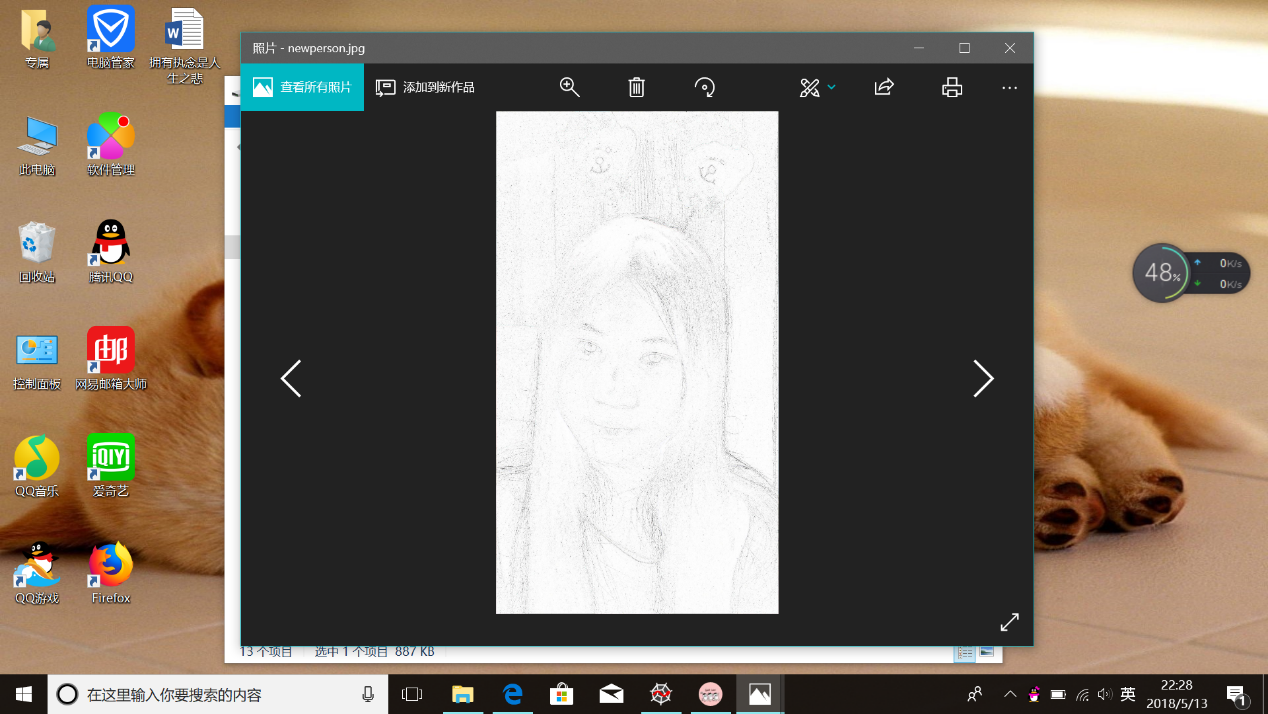 专属
电脑管家
拥有执念是人
生之悲
此电脑
软件管理
回收站
腾讯QQ
控制面板
网易邮箱大师
QQ音乐
爱奇艺
QQ游戏
Firefox
W
邮
iQIYI
照片 - newperson.jpg
查看所有照片
添加到新作品
48%
0K/s
0K/s
13 个项目
选中 1 个项目 887 KB
在这里输入你要搜索的内容
英
22:28
2018/5/13
1